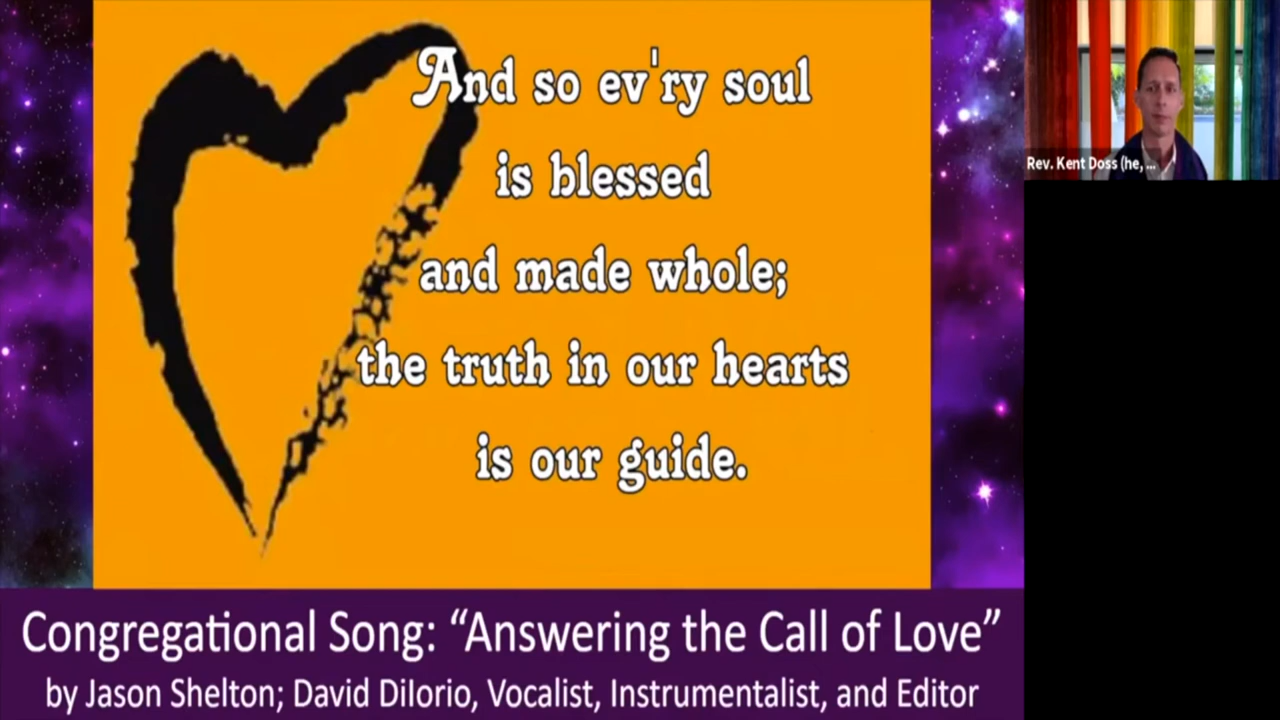 And so ev'ry soul
is blessed
and made whole;
the truth in our hearts
is our guide.
Rev. Kent Doss (he, ...
Congregational Song: “Answering the Call of Love”
by Jason Shelton; David DiIorio, Vocalist, Instrumentalist, and Editor